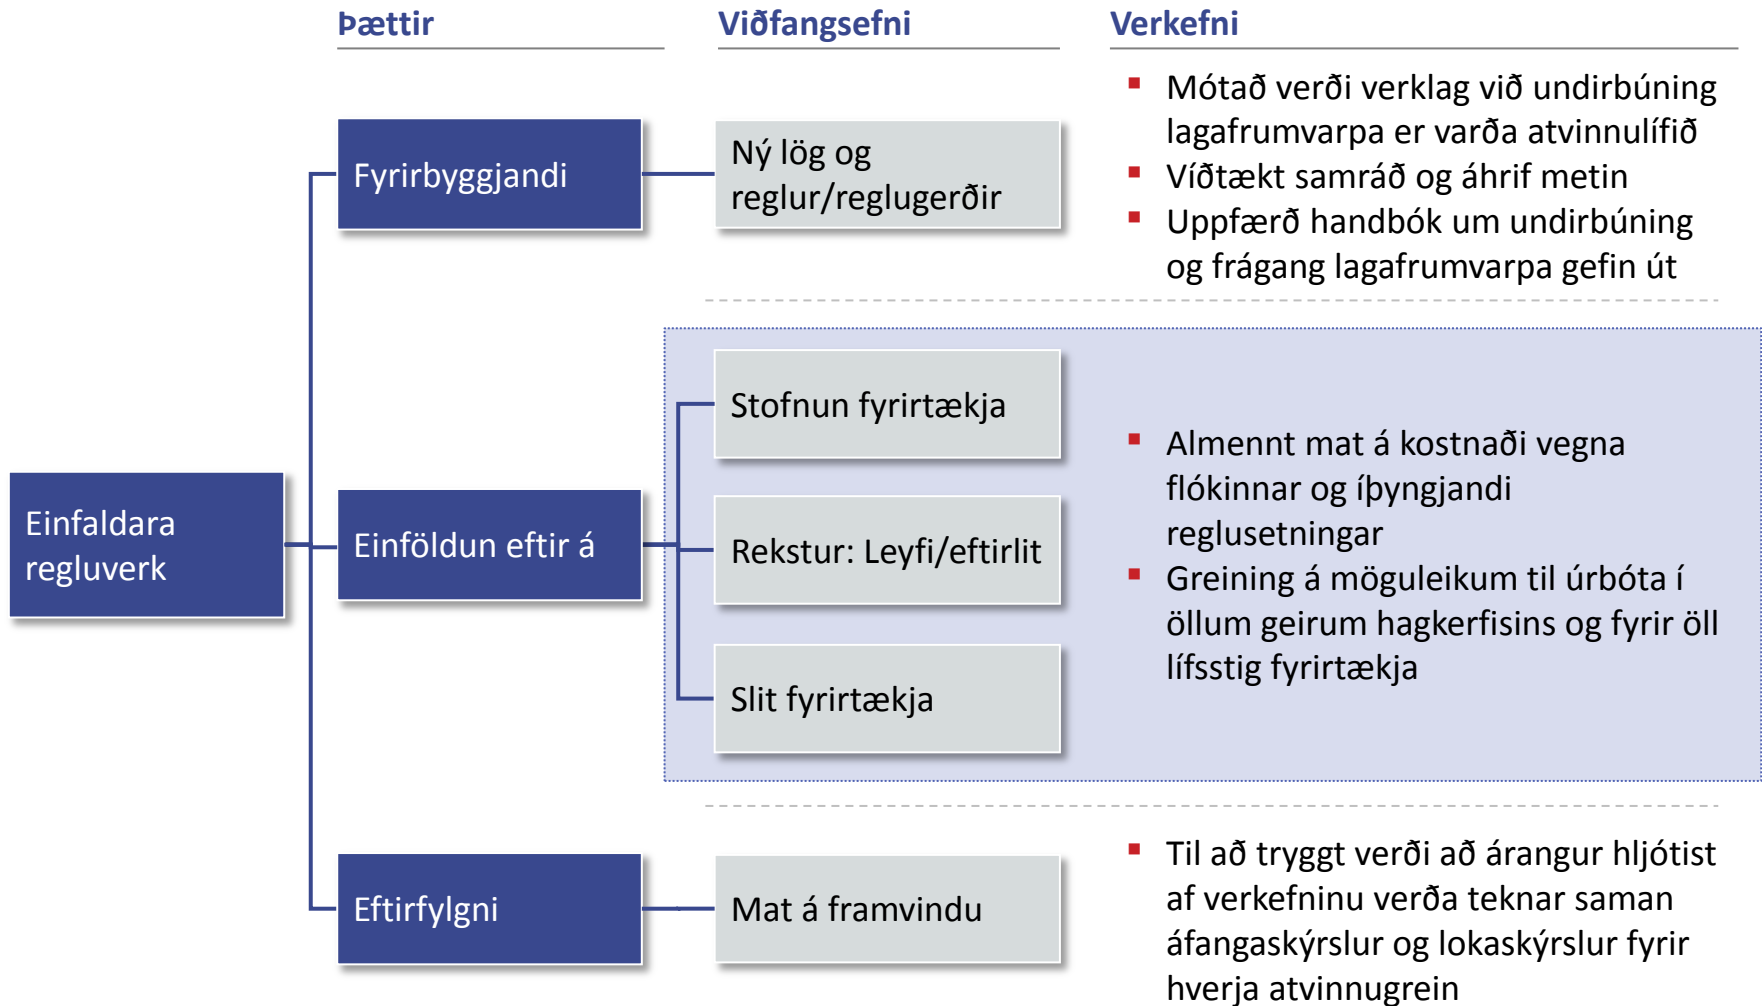 Þættir
Viðfangsefni
Verkefni
Einfaldara
regluverk
Fyrirbyggjandi
Ný lög og
reglur/reglugerðir
▪ Mótað verði verklag við undirbúning
lagafrumvarpa er varða atvinnulífið
▪ Víðtækt samráð og áhrif metin
▪ Uppfærð handbók um undirbúning
og frágang lagafrumvarpa gefin út
Einföldun eftir á
Stofnun fyrirtækja
Rekstur: Leyfi/eftirlit
Slit fyrirtækja
▪ Almennt mat á kostnaði vegna
flókinnar og íþyngjandi
reglusetningar
▪ Greining á möguleikum til úrbóta í
öllum geirum hagkerfisins og fyrir öll
lífsstig fyrirtækja
Eftirfylgni
Mat á framvindu
▪ Til að tryggt verði að árangur hljótist
af verkefninu verða teknar saman
áfangaskýrslur og lokaskýrslur fyrir
hverja atvinnugrein